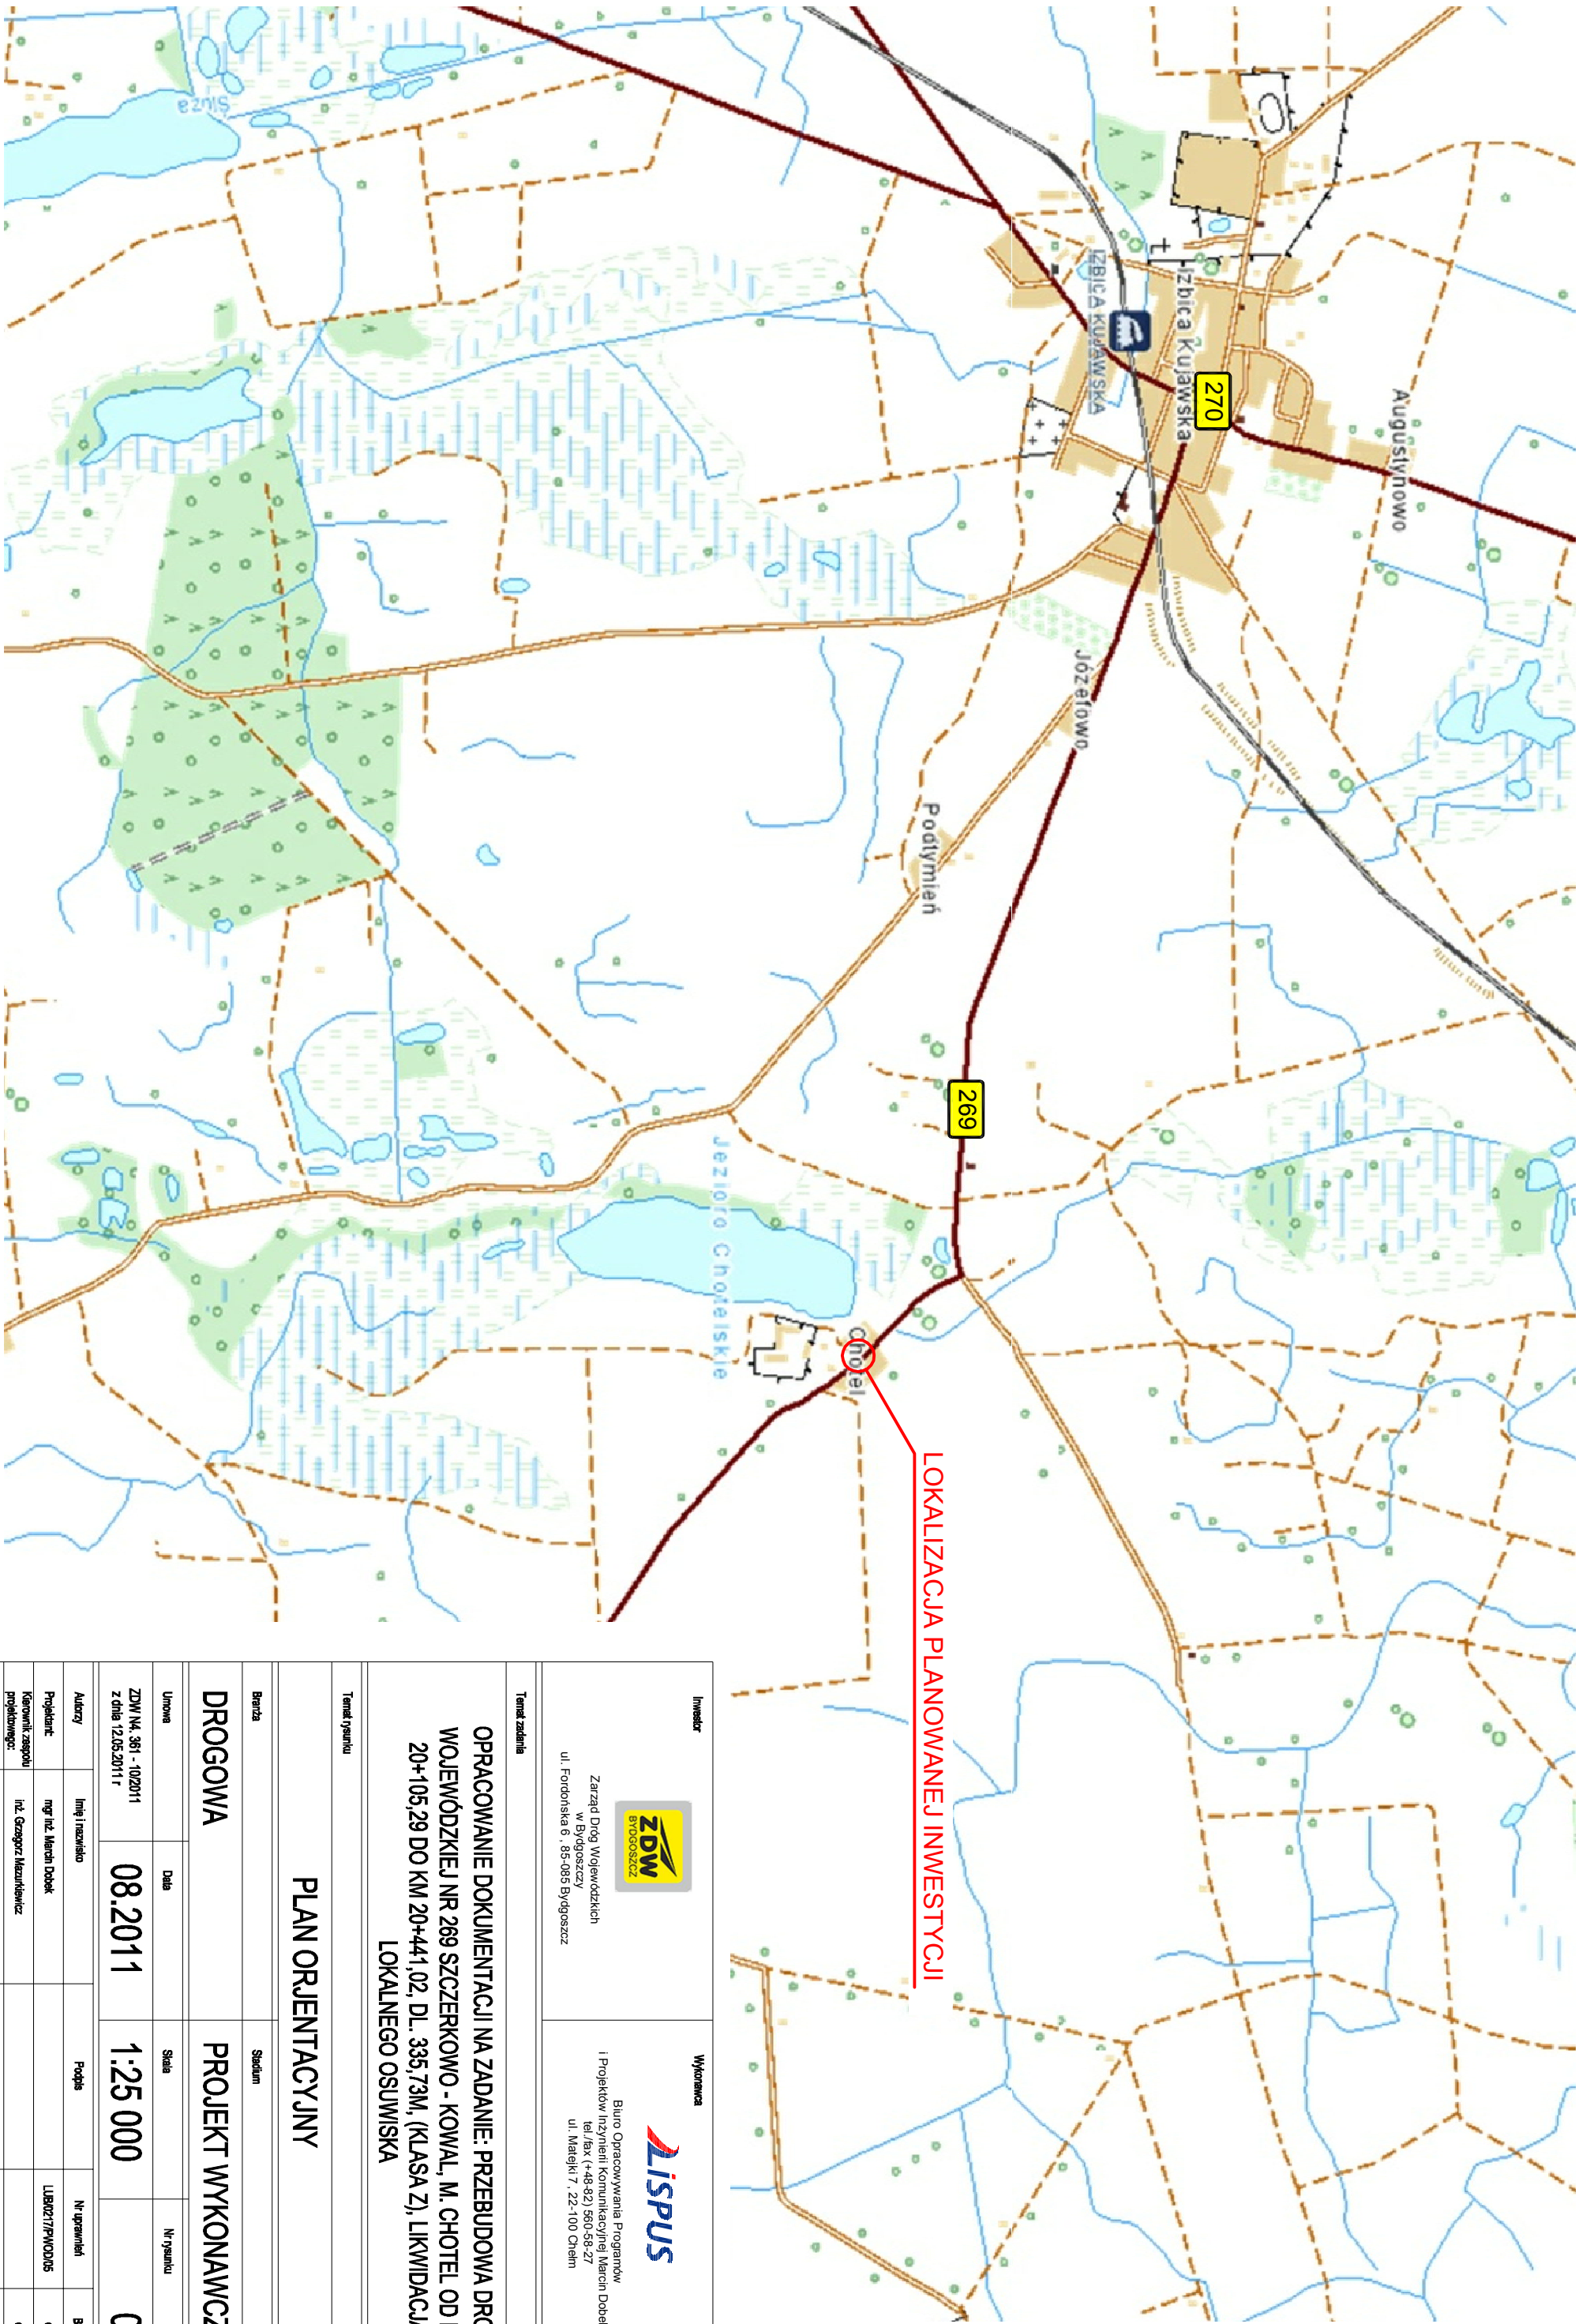 Śluza
Izbica Kujawska
IZBICA KUJAWSKA
270
Augustynowo
Józefowo
Podtymień
269
Jezioro Chotelskie
Chotel
LOKALIZACJA PLANOWANEJ INWESTYCJI
Inwestor
ZDW
BYDGOSZCZ
Zarząd Dróg Wojewódzkich
w Bydgoszczy
ul. Fordońska 6 , 85-085 Bydgoszcz
Wykonawca
LiSPUS
Biuro Opracowywania Programów
i Projektów Inżynierii Komunikacyjnej Marcin Dobek
tel./fax (+48-82) 560-58-27
ul. Matejki 7 , 22-100 Chełm
Temat zadania
OPRACOWANIE DOKUMENTACJI NA ZADANIE: PRZEBUDOWA
WOJEWÓDZKIEJ NR 269 SZCZERKOWO - KOWAL, M. CHOTEL OD
20+105,29 DO KM 20+441,02, DL. 335,73M, (KLASA Z), LIKWIDACJA
LOKALNEGO OSUWISKA
Temat rysunku
PLAN ORJENTACYJNY
Branża
DROGOWA
Stadium
PROJEKT WYKONAWCZ
Umowa
ZDW N4. 361 - 10/2011
z dnia 12.05.2011 r
Data
08.2011
Skala
1:25 000
Nr rysunku
Autorzy
Imię i nazwisko
Podpis
Nr uprawnień
Projektant:
mgr inż. Marcin Dobek
LUB/0217/PWOD/05
Kierownik zespołu
projektowego:
inż. Grzegorz Mazurkiewicz